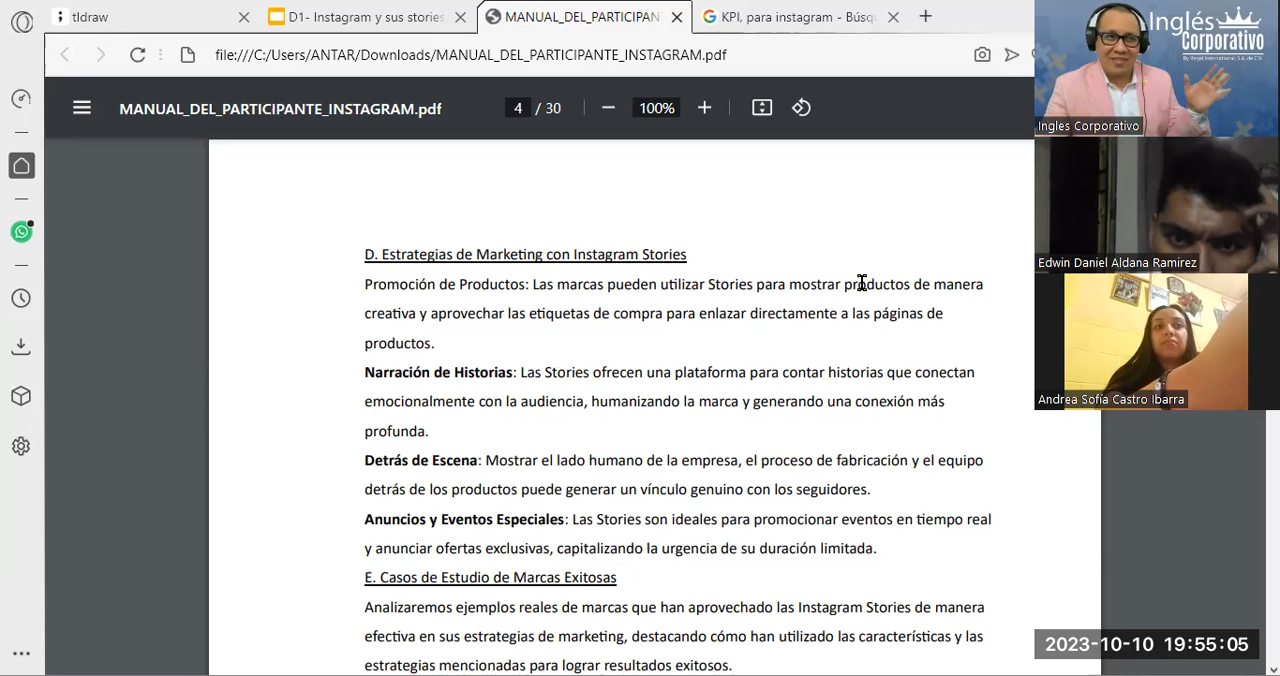 tldraw
D1- Instagram y sus stories
MANUAL_DEL_PARTICIPAN
KPI, para instagram - Búsqu
file:///C:/Users/ANTAR/Downloads/MANUAL_DEL_PARTICIPANTE_INSTAGRAM.pdf
MANUAL_DEL_PARTICIPANTE_INSTAGRAM.pdf
4 / 30
100%
D. Estrategias de Marketing con Instagram Stories
Promoción de Productos: Las marcas pueden utilizar Stories para mostrar productos de manera
creativa y aprovechar las etiquetas de compra para enlazar directamente a las páginas de
productos.
Narración de Historias: Las Stories ofrecen una plataforma para contar historias que conectan
emocionalmente con la audiencia, humanizando la marca y generando una conexión más
profunda.
Detrás de Escena: Mostrar el lado humano de la empresa, el proceso de fabricación y el equipo
detrás de los productos puede generar un vínculo genuino con los seguidores.
Anuncios y Eventos Especiales: Las Stories son ideales para promocionar eventos en tiempo real
y anunciar ofertas exclusivas, capitalizando la urgencia de su duración limitada.
E. Casos de Estudio de Marcas Exitosas
Analizaremos ejemplos reales de marcas que han aprovechado las Instagram Stories de manera
efectiva en sus estrategias de marketing, destacando cómo han utilizado las características y las
estrategias mencionadas para lograr resultados exitosos.
Inglés
Corporativo
By Regal International, S.A. de C.V.
Ingles Corporativo
Edwin Daniel Aldana Ramirez
Andrea Sofía Castro Ibarra
2023-10-10 19:55:05